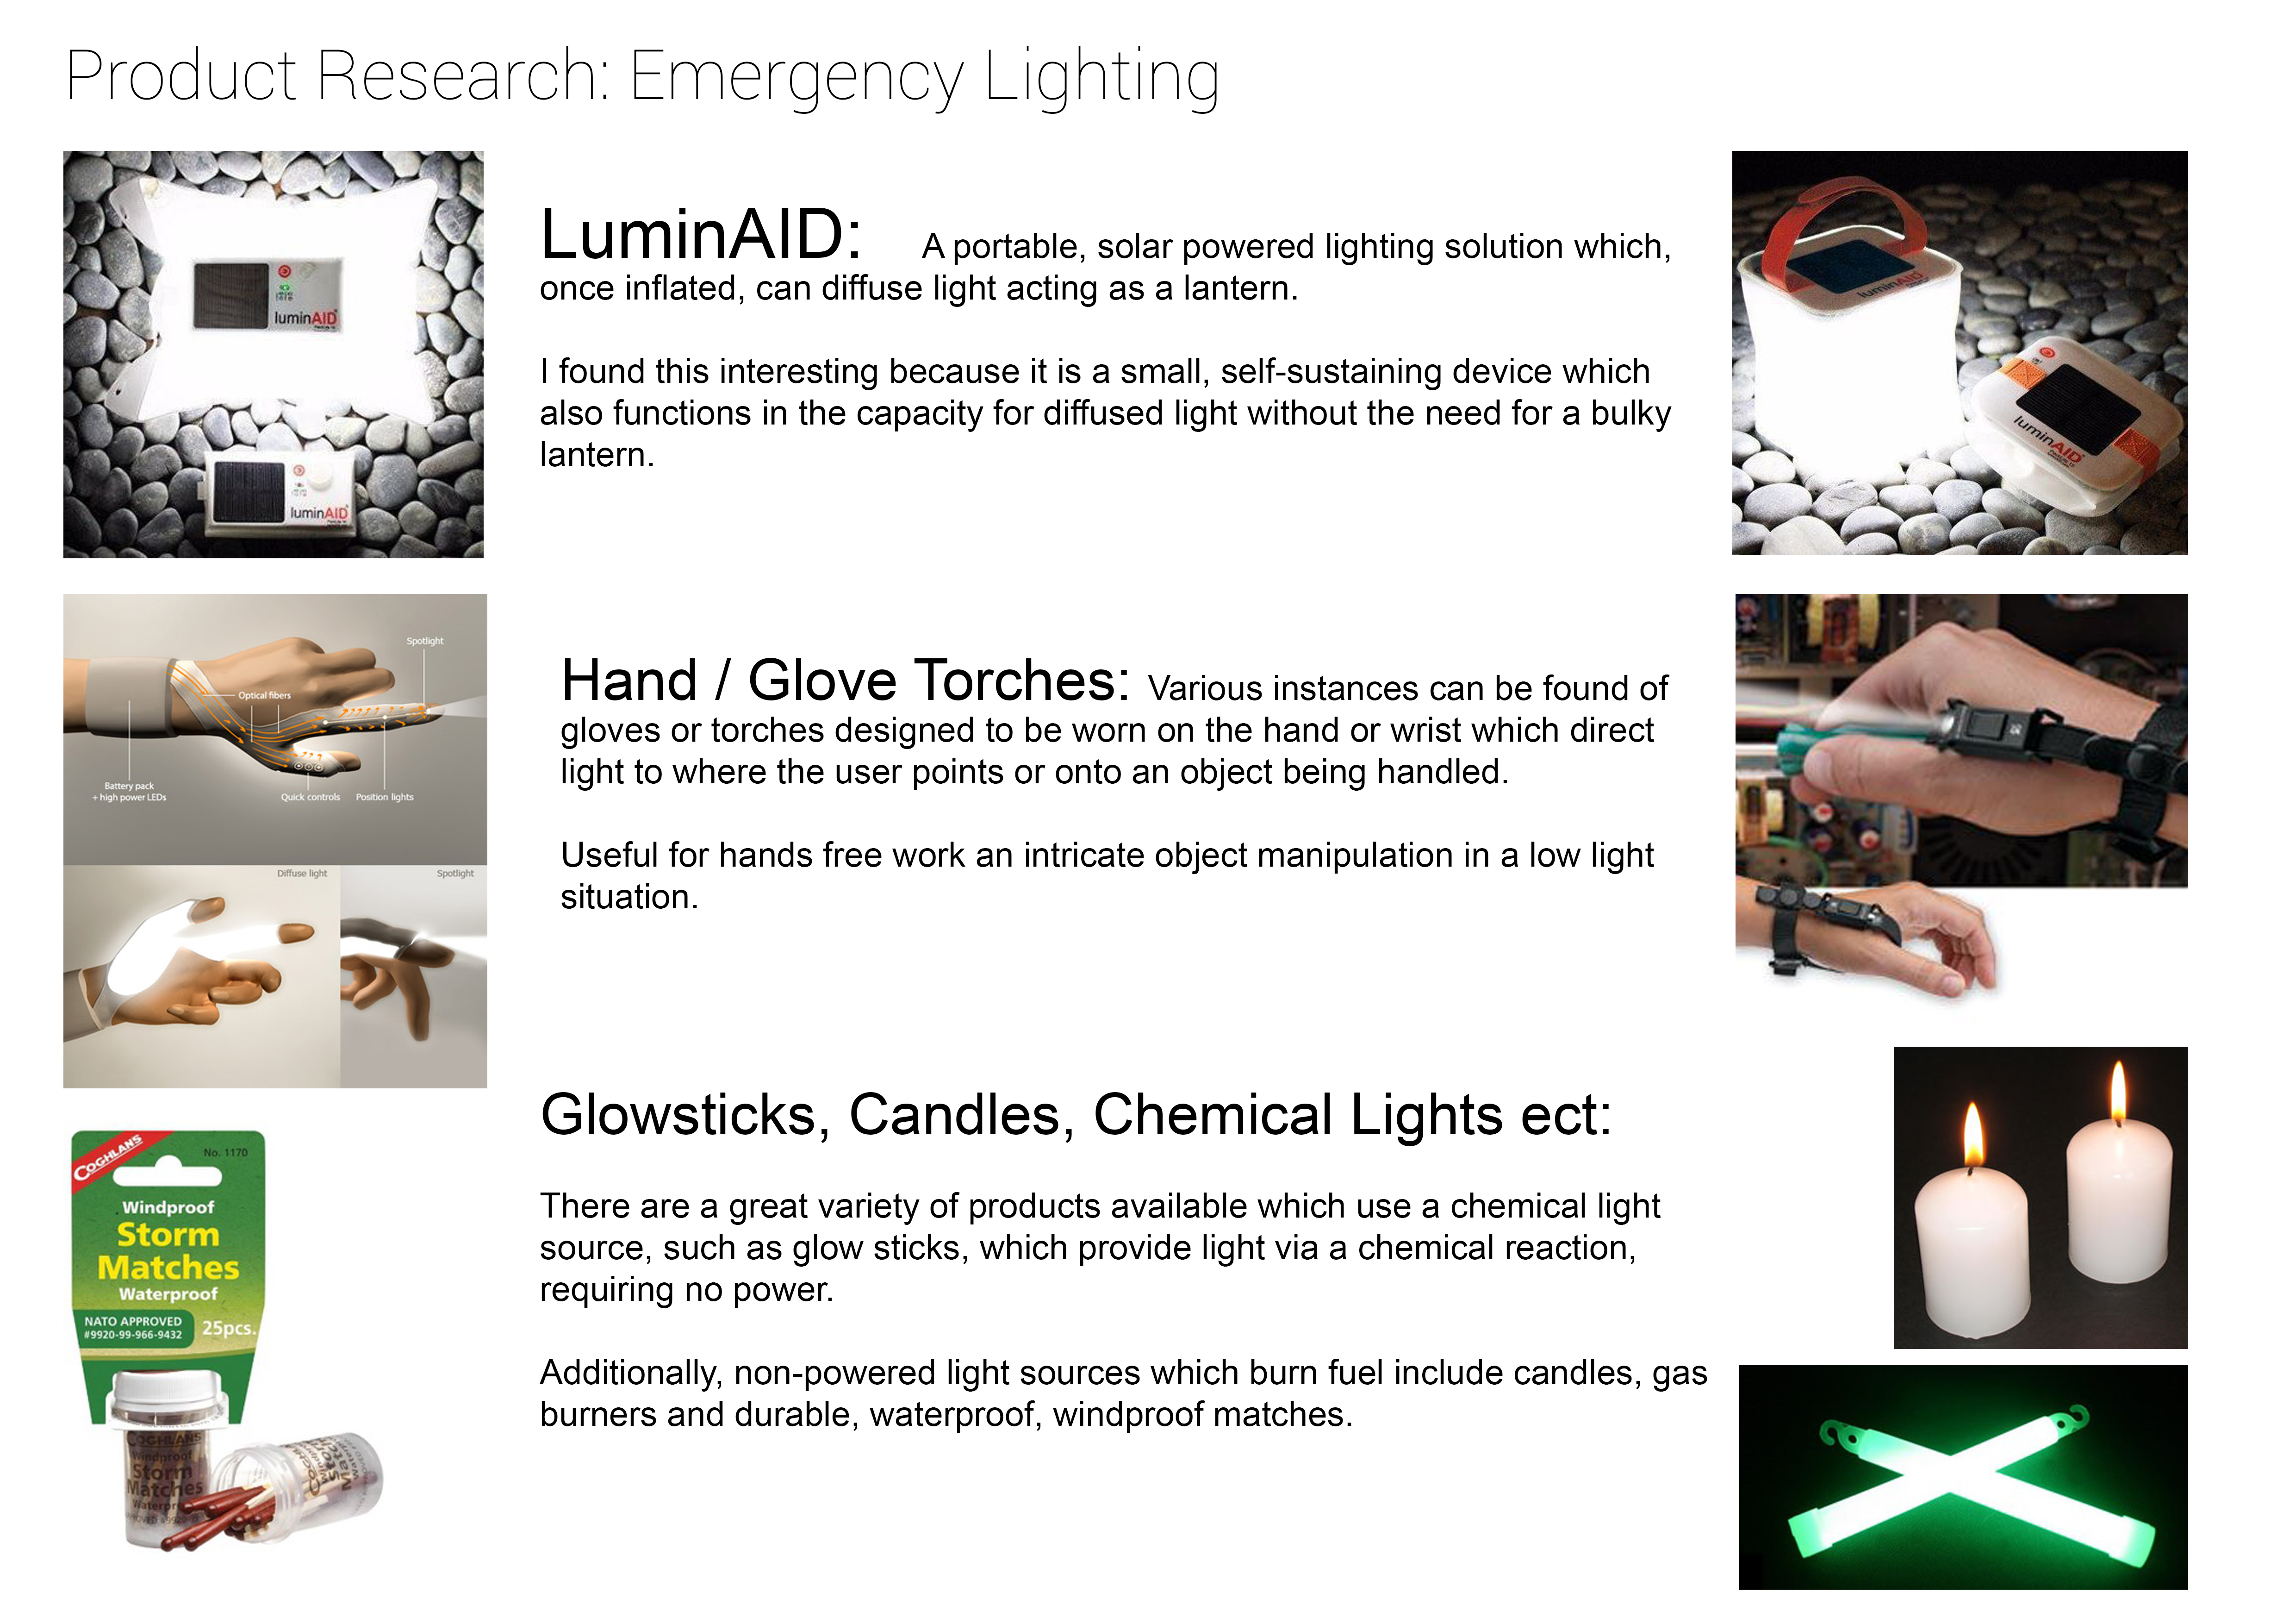 Product Research: Emergency Lighting
luminAID
luminAID
LuminAID: A portable, solar powered lighting solution which,
once inflated, can diffuse light acting as a lantern.
I found this interesting because it is a small, self-sustaining device which
also functions in the capacity for diffused light without the need for a bulky
lantern.
luminAID
luminAID
Spotlight
Optical fibers
Battery pack
+ high power LEDs
Quick controls
Position lights
Diffuse light
Spotlight
Hand / Glove Torches: Various instances can be found of
gloves or torches designed to be worn on the hand or wrist which direct
light to where the user points or onto an object being handled.
Useful for hands free work an intricate object manipulation in a low light
situation.
Glowsticks, Candles, Chemical Lights ect:
There are a great variety of products available which use a chemical light
source, such as glow sticks, which provide light via a chemical reaction,
requiring no power.
Additionally, non-powered light sources which burn fuel include candles, gas
burners and durable, waterproof, windproof matches.
COGHLANS
No. 1170
Windproof
Storm
Matches
Waterproof
NATO APPROVED
#9920-99-966-9432
25pcs.
COGHLANS
Windproof
Storm
Matches